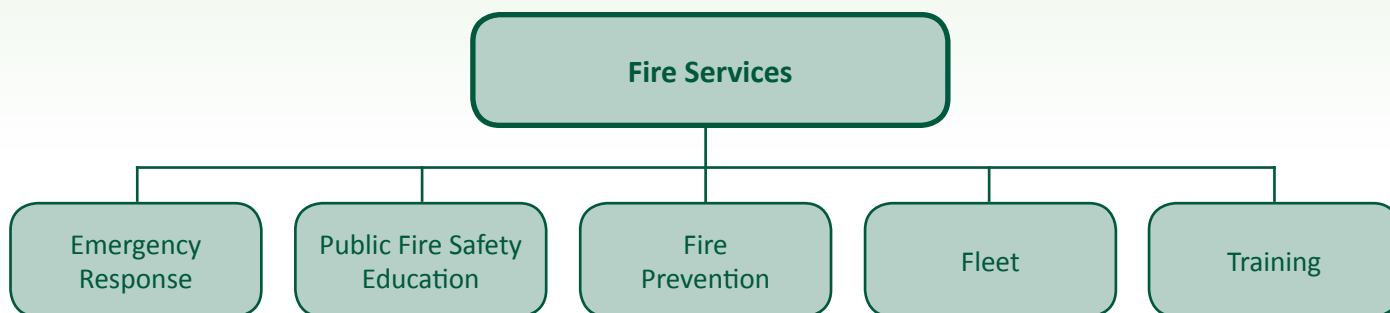 Fire Services
Emergency
Response
Public Fire Safety
Education
Fire
Prevention
Fleet
Training